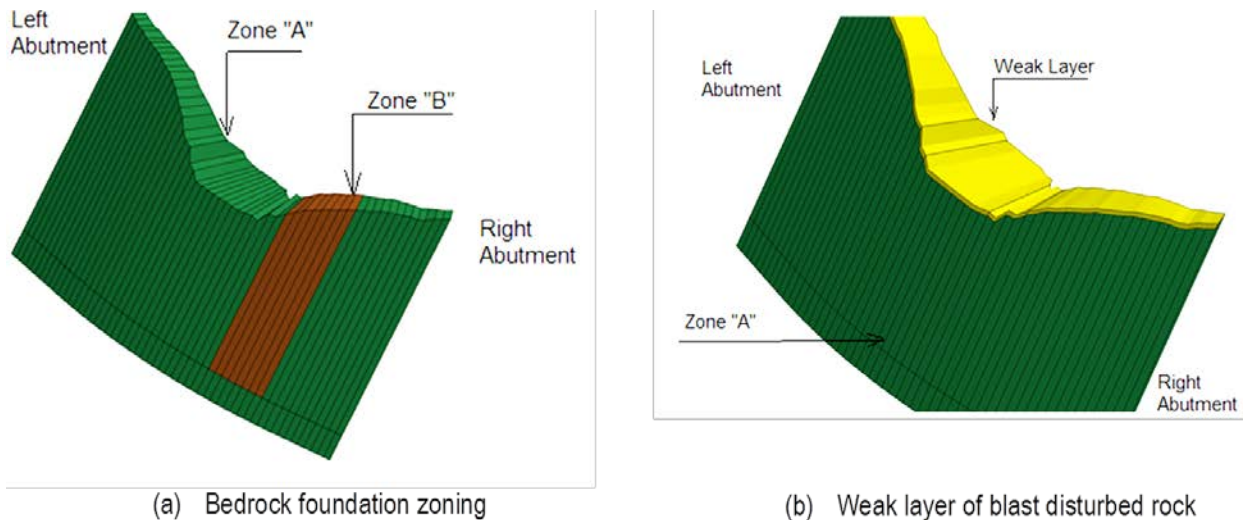 Left
Abutment
Zone "A"
Zone "B"
Right
Abutment
(a) Bedrock foundation zoning
Left
Abutment
Weak Layer
Zone "A"
Right
Abutment
(b) Weak layer of blast disturbed rock